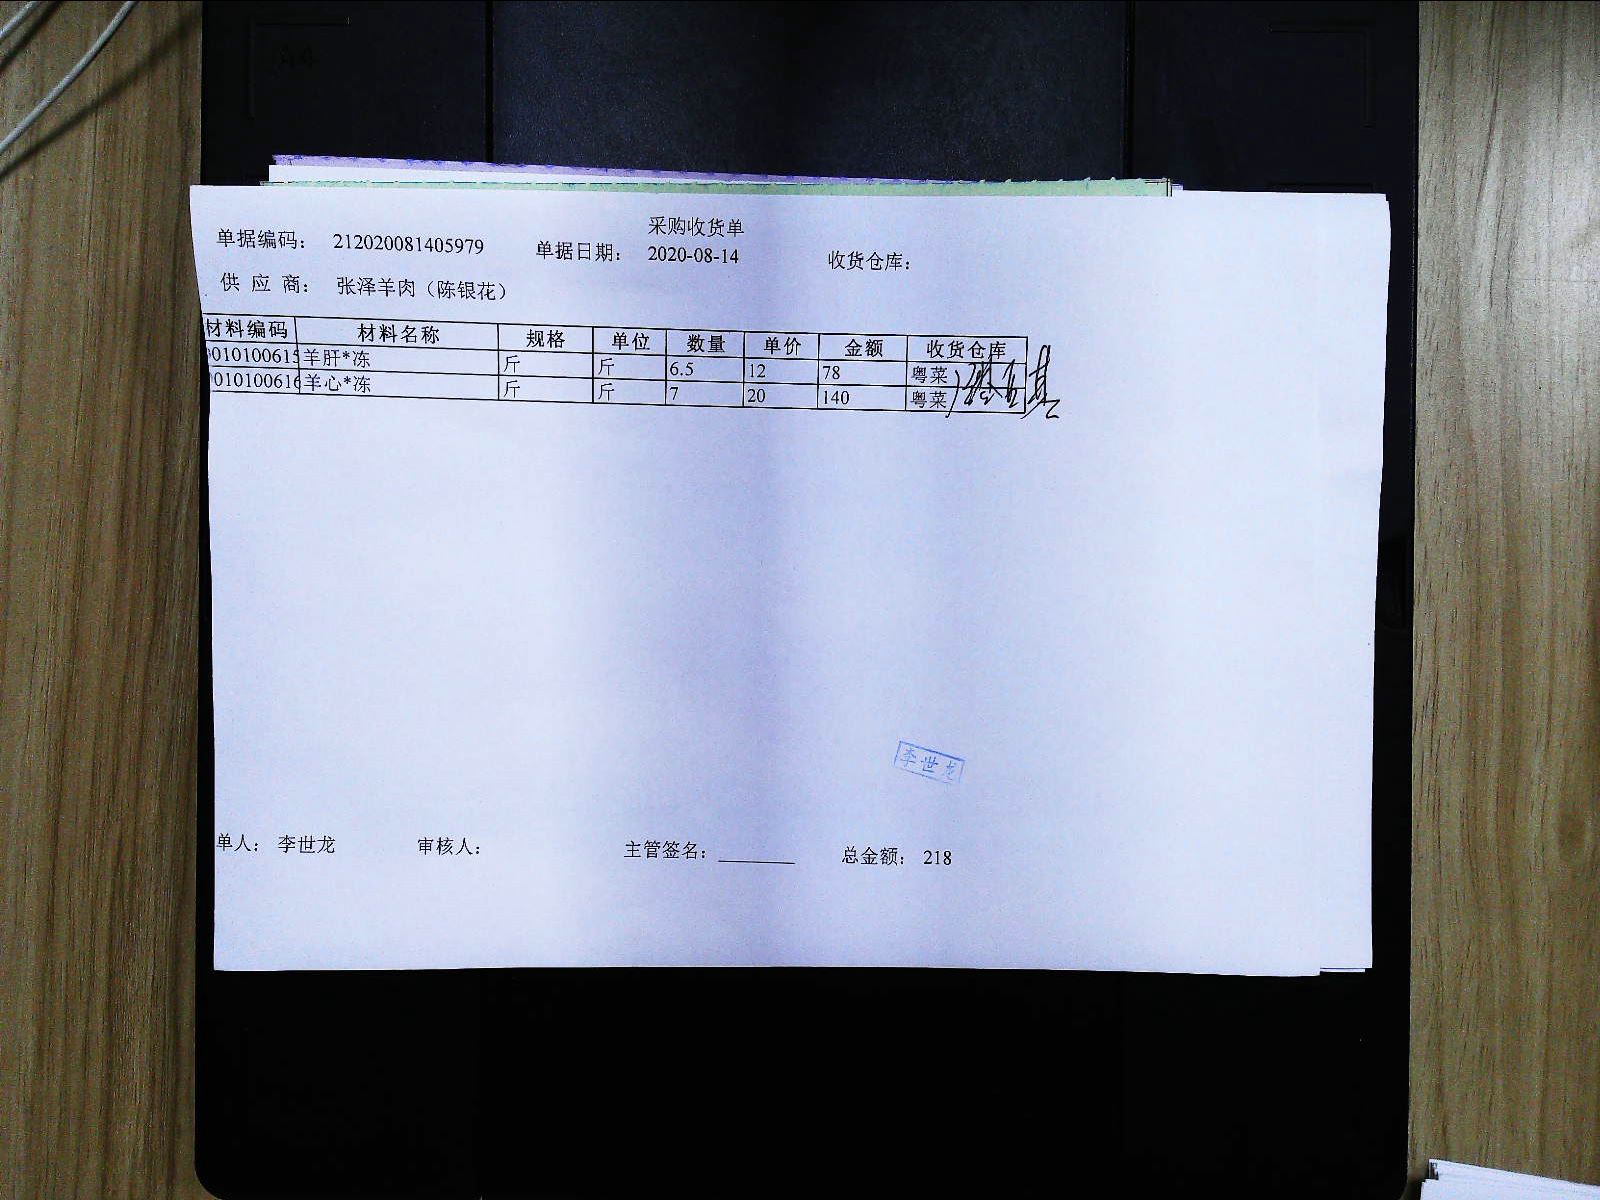 采购收货单
单据编码： 212020081405979 单据日期： 2020-08-14 收货仓库：
供 应 商： 张泽羊肉（陈银花）
材料编码 材料名称 规格 单位 数量 单价 金额 收货仓库
010100615 羊肝*冻 斤 斤 6.5 12 78 粤菜
010100616 羊心*冻 斤 斤 7 20 140 粤菜
李世龙
单人： 李世龙 审核人： 主管签名： 总金额： 218